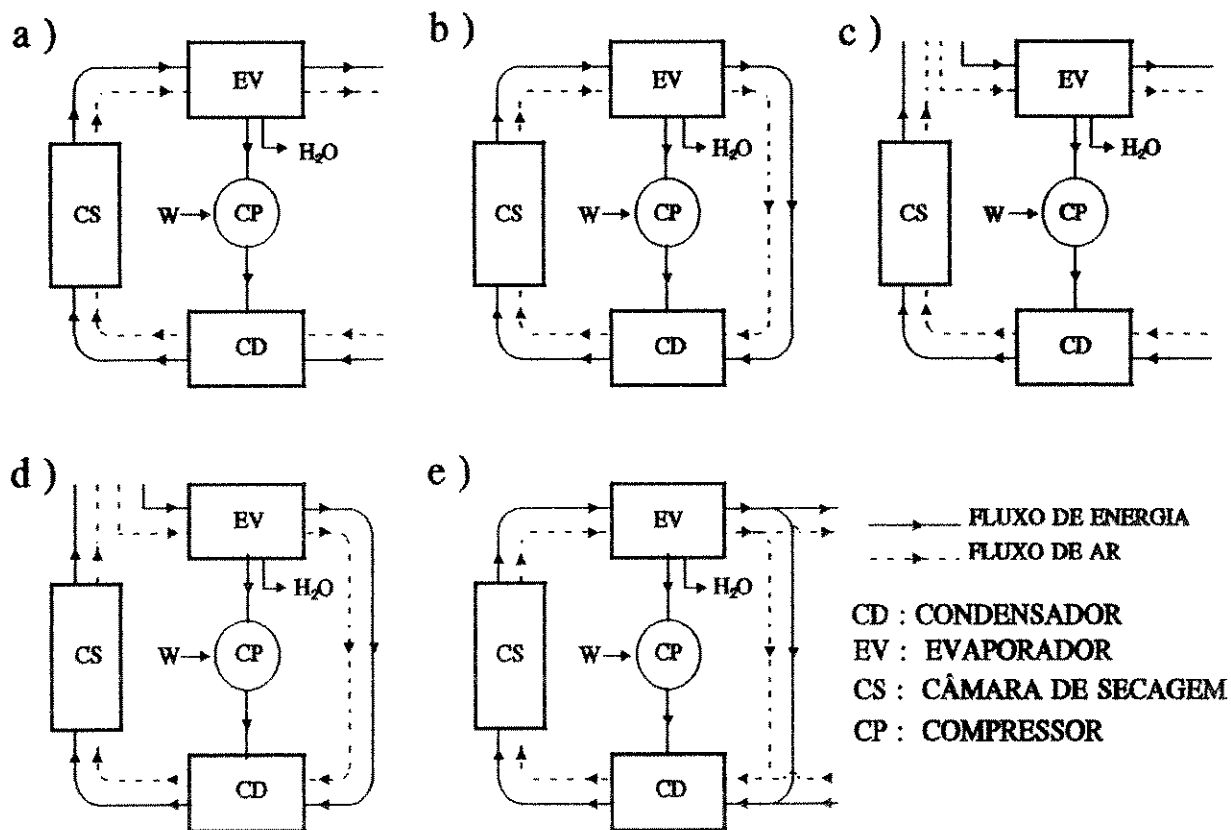 a )
EV
H₂O
CS
W
CP
CD
b )
EV
H₂O
CS
W
CP
CD
c )
EV
H₂O
CS
W
CP
CD
d )
EV
H₂O
CS
W
CP
CD
e )
EV
H₂O
CS
W
CP
CD
FLUXO DE ENERGIA
FLUXO DE AR
CD : CONDENSADOR
EV : EVAPORADOR
CS : CÂMARA DE SECAGEM
CP : COMPRESSOR